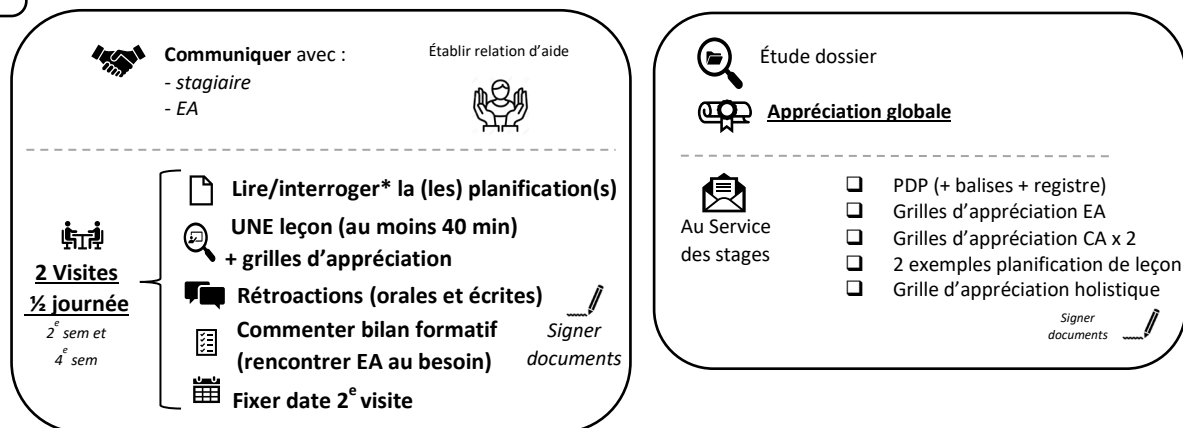 Communiquer avec :
- stagiaire
- EA
Établir relation d'aide
2 Visites
½ journée
2e sem et
4e sem
Lire/interroger* la (les) planification(s)
UNE leçon (au moins 40 min)
+ grilles d'appréciation
Rétroactions (orales et écrites)
Commenter bilan formatif
(rencontrer EA au besoin)
Fixer date 2e visite
Signer
documents
Étude dossier
Appréciation globale
Au Service
des stages
❑ PDP (+ balises + registre)
❑ Grilles d'appréciation EA
❑ Grilles d'appréciation CA x 2
❑ 2 exemples planification de leçon
❑ Grille d'appréciation holistique
Signer
documents